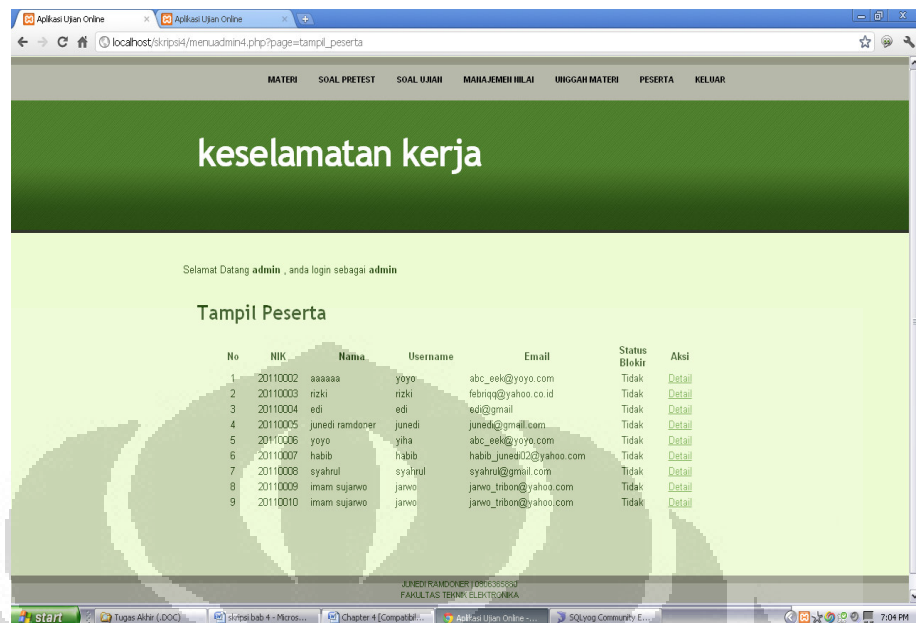 Aplikasi Ujian Online × Aplikasi Ujian Online ×
localhost/skripsi4/menuadmin4.php?page=tampil_peserta
MATERI SOAL PRETEST SOAL UJIAN MANAJEMEN NILAI UNGGAH MATERI PESERTA KELUAR
keselamatan kerja
Selamat Datang admin , anda login sebagai admin
Tampil Peserta
No NIK Nama Username Email Status Blokir Aksi
1 20110002 aaaaaa yoyo abc_eek@yoyo.com Tidak Detail
2 20110003 rizki rizki febriqq@yahoo.co.id Tidak Detail
3 20110004 edi edi edi@gmail Tidak Detail
4 20110005 junedi ramdoner junedi junedi@gmail.com Tidak Detail
5 20110006 yoyo yiha abc_eek@yoyo.com Tidak Detail
6 20110007 habib habib habib_junedi02@yahoo.com Tidak Detail
7 20110008 syahrul syahrul syahrul@gmail.com Tidak Detail
8 20110009 imam sujarwo jarwo jarwo_tribon@yahoo.com Tidak Detail
9 20110010 imam sujarwo jarwo jarwo_tribon@yahoo.com Tidak Detail
JUNEDI RAMDONER |
FAKULTAS TEKNIK ELEKTRONIKA
start Tugas Akhir (.DOC) skripsi bab 4 - Micros... Chapter 4 [Compatibil... Aplikasi Ujian Online -... SQLyog Community E... 7:04 PM